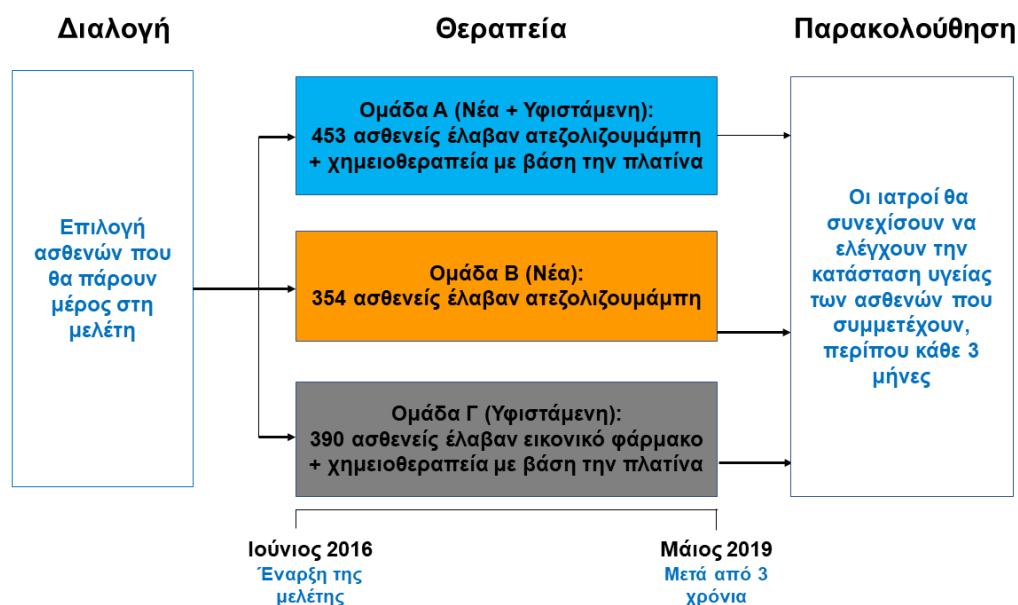 Διαλογή
Θεραπεία
Παρακολούθηση
Επιλογή
ασθενών που
θα πάρουν
μέρος στη
μελέτη
Ομάδα Α (Νέα + Υφιστάμενη):
453 ασθενείς έλαβαν ατεζολιζουμάμπη
+ χημειοθεραπεία με βάση την πλατίνα
Ομάδα Β (Νέα):
354 ασθενείς έλαβαν ατεζολιζουμάμπη
Ομάδα Γ (Υφιστάμενη):
390 ασθενείς έλαβαν εικονικό φάρμακο
+ χημειοθεραπεία με βάση την πλατίνα
Οι ιατροί θα
συνεχίσουν να
ελέγχουν την
κατάσταση υγείας
των ασθενών που
συμμετέχουν,
περίπου κάθε 3
μήνες
Ιούνιος 2016
Έναρξη της
μελέτης
Μάιος 2019
Μετά από 3
χρόνια